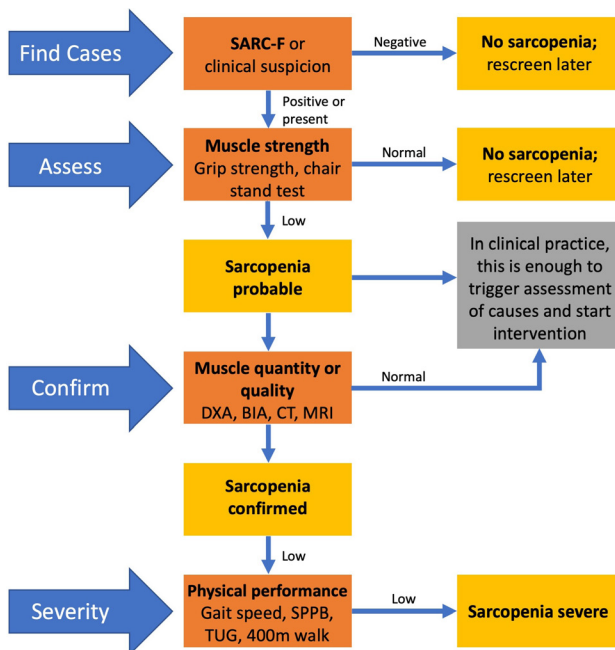 Find Cases
SARC-F or
clinical suspicion
Negative
No sarcopenia;
rescreen later
Positive or
present
Assess
Muscle strength
Grip strength, chair
stand test
Normal
No sarcopenia;
rescreen later
Low
Sarcopenia
probable
In clinical practice,
this is enough to
trigger assessment
of causes and start
intervention
Confirm
Muscle quantity or
quality
DXA, BIA, CT, MRI
Normal
Sarcopenia
confirmed
Low
Severity
Physical performance
Gait speed, SPPB,
TUG, 400m walk
Low
Sarcopenia severe